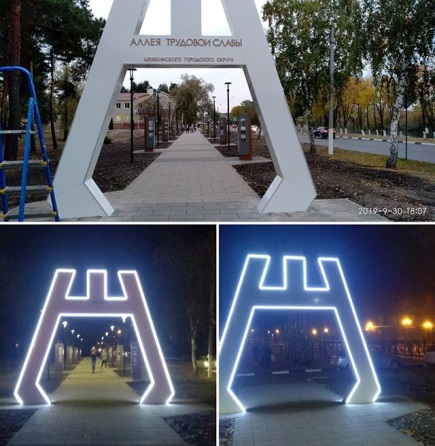 АЛЛЕЯ ТРУДОВОЙ СЛАВЫ
ШЕБЕКИНСКОГО ГОРОДСКОГО ОКРУГА
2019-9-30 18:07